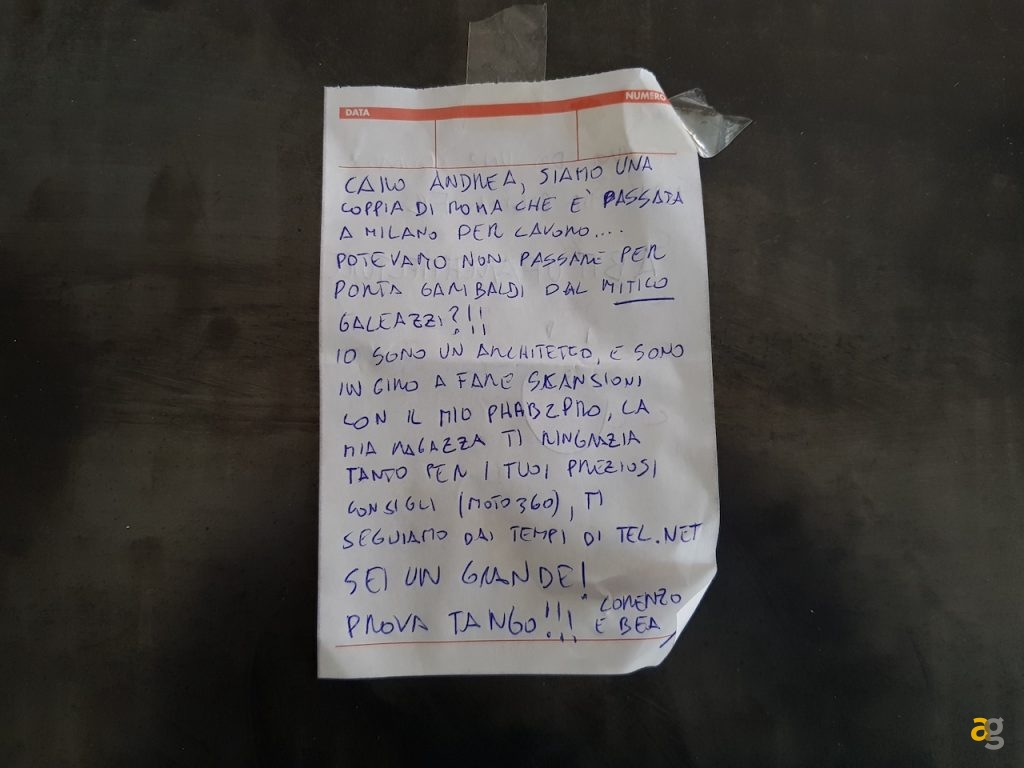 DATA
NUMERO
CARO ANDREA, SIAMO UNA
COPPIA DI ROMA CHE E' PASSATA
A MILANO PER LAVORO....
POTEVAMO NON PASSARE PER
PORTA GARIBALDI DAL MITICO
GALEAZZI?!!
IO SONO UN ARCHITETTO, E SONO
IN GIRO A FARE SCANSIONI
CON IL MIO PHAB2PRO, LA
MIA RAGAZZA TI RINGRAZIA
TANTO PER I TUOI PREZIOSI
CONSIGLI (MOTO360), TI
SEGUIAMO DAI TEMPI DI TEL.NET
SEI UN GRANDE!
PROVA TANGO!!! LORENZO
E BEA
ag